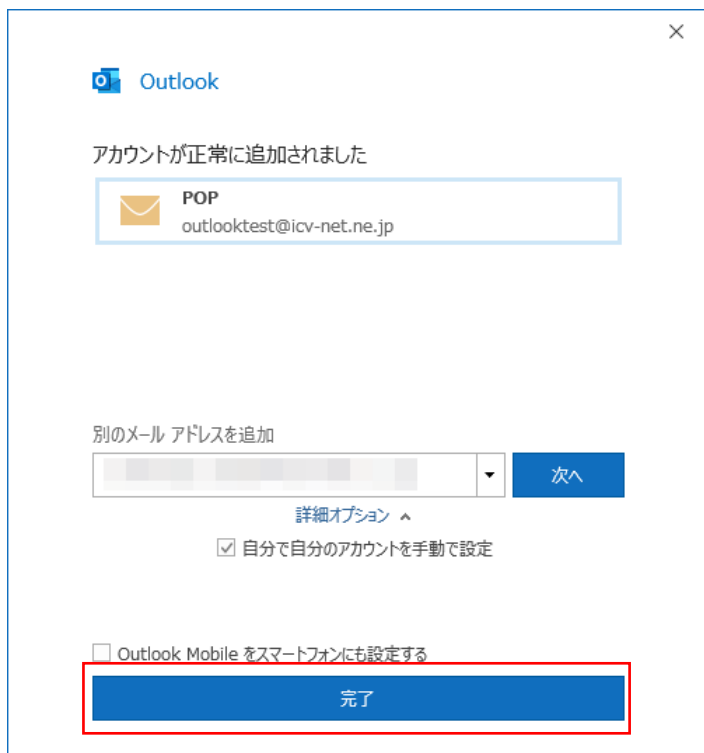 Outlook
アカウントが正常に追加されました
POP
outlooktest@icv-net.ne.jp
別のメール アドレスを追加
次へ
詳細オプション
自分で自分のアカウントを手動で設定
Outlook Mobile をスマートフォンにも設定する
完了